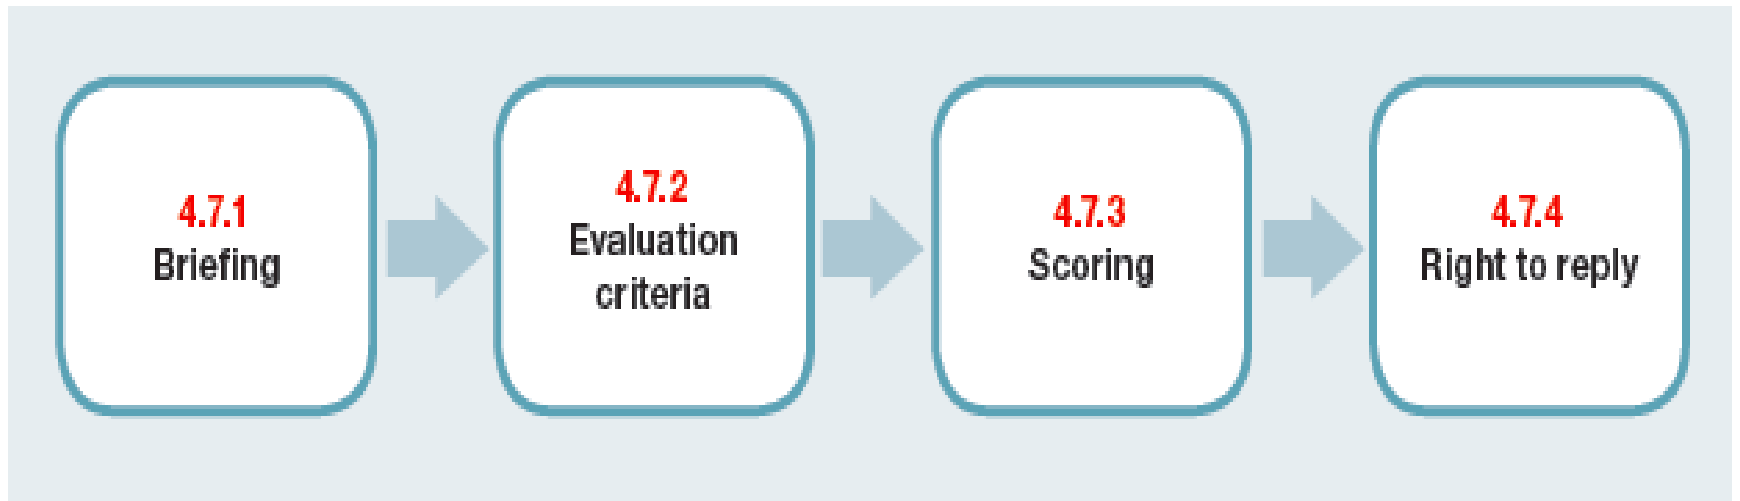 4.7.1
Briefing
4.7.2
Evaluation
criteria
4.7.3
Scoring
4.7.4
Right to reply